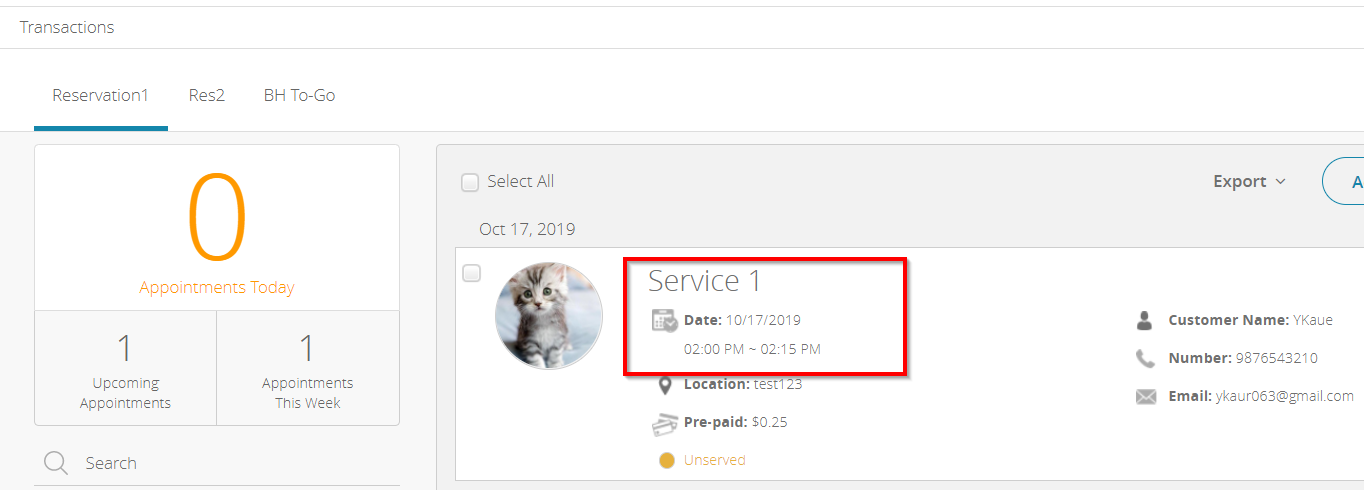 Transactions
Reservation1 Res2 BH To-Go
0
Appointments Today
1
Upcoming
Appointments
1
Appointments
This Week
Search
Select All
Export
A
Oct 17, 2019
Service 1
Date: 10/17/2019
02:00 PM ~ 02:15 PM
Location: test123
Pre-paid: $0.25
Unserved
Customer Name: YKaue
Number: 9876543210
Email: ykaur063@gmail.com